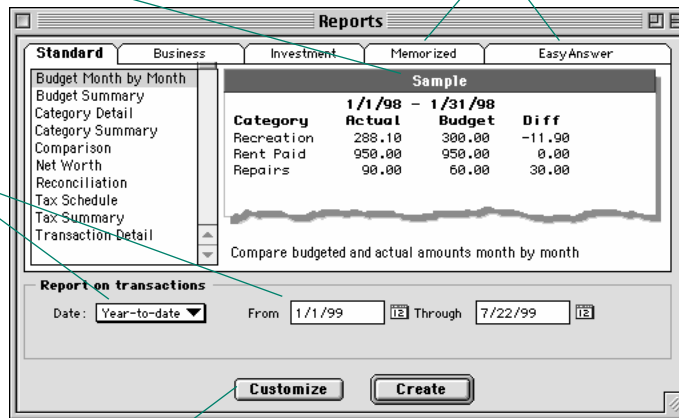 Reports
Standard Business Investment Memorized EasyAnswer
Budget Month by Month
Budget Summary
Category Detail
Category Summary
Comparison
Net Worth
Reconciliation
Tax Schedule
Tax Summary
Transaction Detail
Sample
1/1/98 - 1/31/98
Category Actual Budget Diff
Recreation 288.10 300.00 -11.90
Rent Paid 950.00 950.00 0.00
Repairs 90.00 60.00 30.00
Compare budgeted and actual amounts month by month
Report on transactions
Date: Year-to-date From 1/1/99 12 Through 7/22/99 12
Customize Create